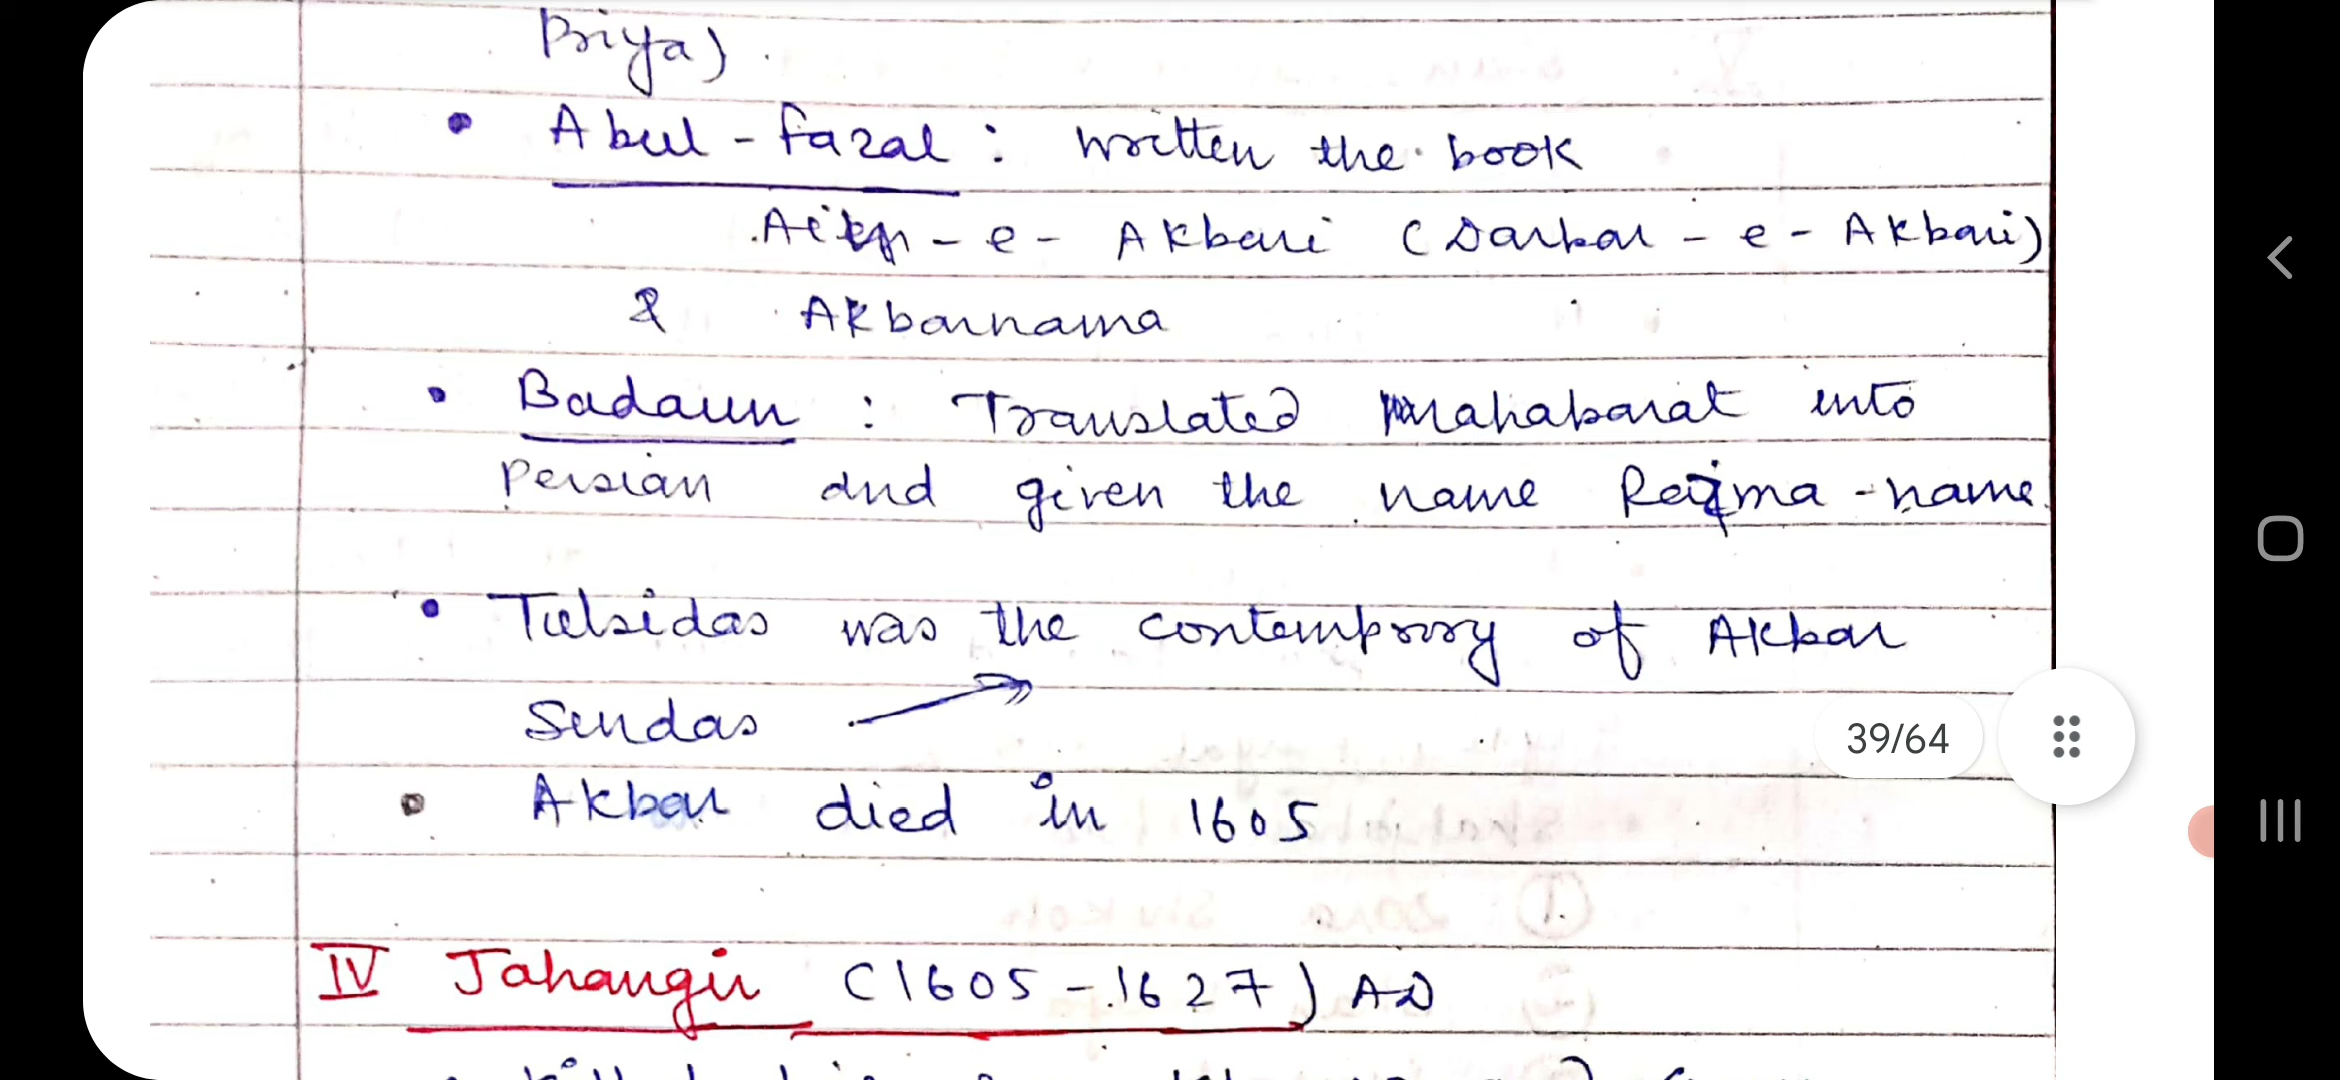 Priya)
• Abul-fazal : written the book
Aitn-e-Akbari (Darbar-e-Akbari)
& Akbarnama
• Badaun : Translated Mahabarat into
Persian and given the name Razma-name.
• Tulsidas was the contemprory of Akbar
Surdas
39/64
• Akbar died in 1605
IV Jahangir (1605-1627) AD